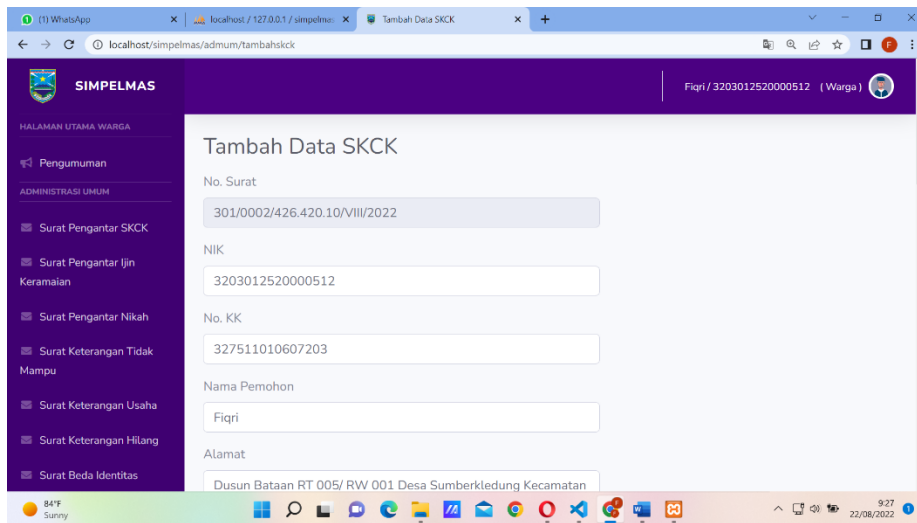 (1) WhatsApp
localhost / 127.0.0.1 / simpelmas
Tambah Data SKCK
localhost/simpelmas/admum/tambahskck
F
SIMPELMAS
Fiqri / 3203012520000512 ( Warga )
HALAMAN UTAMA WARGA
Pengumuman
ADMINISTRASI UMUM
Surat Pengantar SKCK
Surat Pengantar Ijin
Keramaian
Surat Pengantar Nikah
Surat Keterangan Tidak
Mampu
Surat Keterangan Usaha
Surat Keterangan Hilang
Surat Beda Identitas
Tambah Data SKCK
No. Surat
301/0002/426.420.10/VIII/2022
NIK
3203012520000512
No. KK
327511010607203
Nama Pemohon
Fiqri
Alamat
Dusun Bataan RT 005/ RW 001 Desa Sumberkledung Kecamatan
84°F
Sunny
9:27
22/08/2022
1